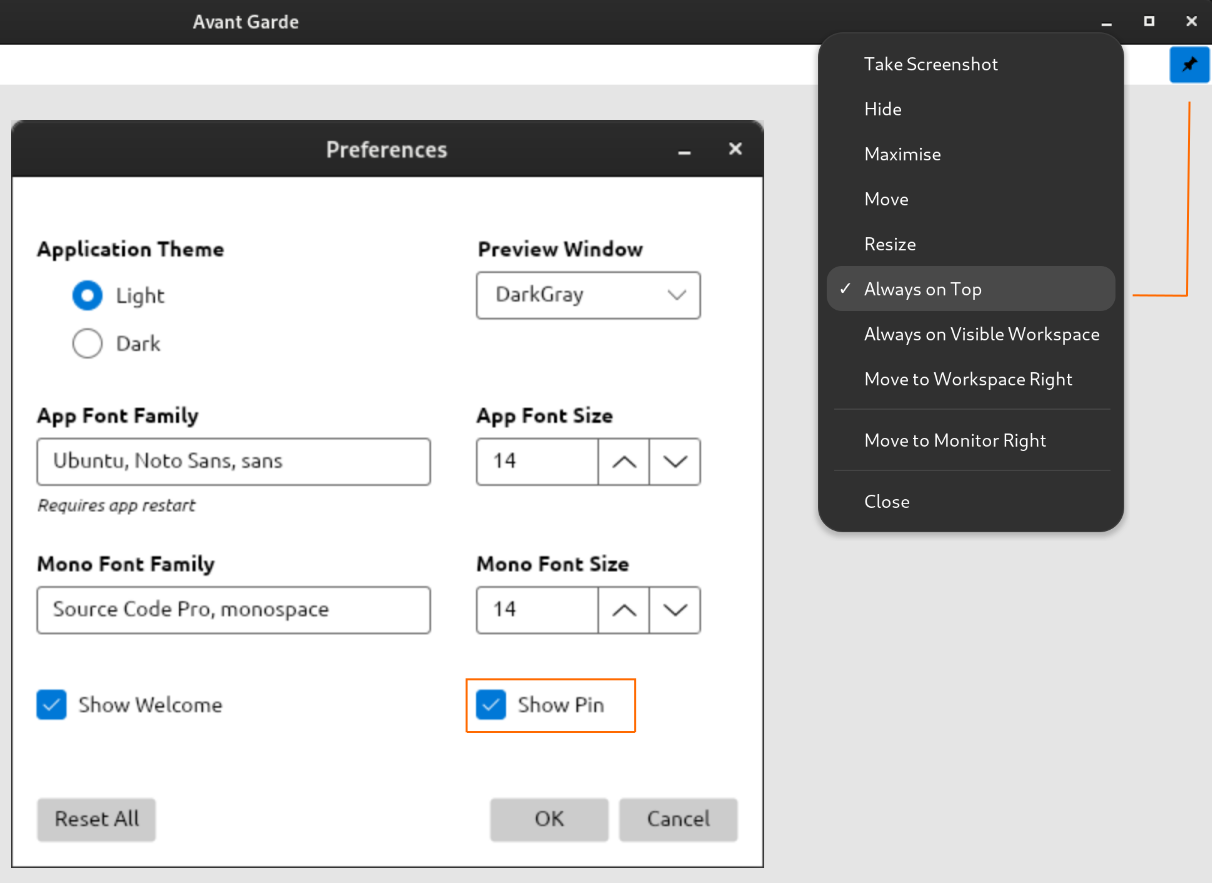 Avant Garde
Take Screenshot
Hide
Maximise
Move
Resize
✓ Always on Top
Always on Visible Workspace
Move to Workspace Right
Move to Monitor Right
Close
Preferences
Application Theme
Light
Dark
Preview Window
DarkGray
App Font Family
Ubuntu, Noto Sans, sans
Requires app restart
App Font Size
14
Mono Font Family
Source Code Pro, monospace
Mono Font Size
14
Show Welcome
Show Pin
Reset All
OK
Cancel